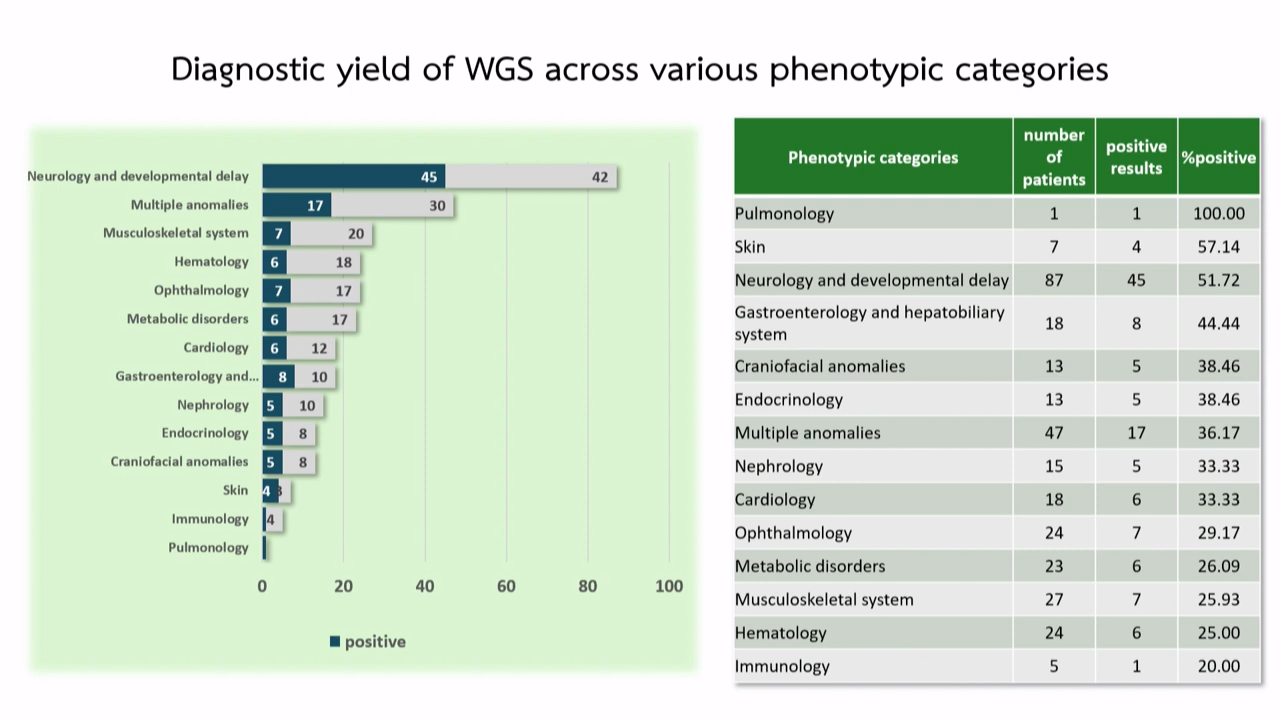 Diagnostic yield of WGS across various phenotypic categories
Neurology and developmental delay 45 42
Multiple anomalies 17 30
Musculoskeletal system 7 20
Hematology 6 18
Ophthalmology 7 17
Metabolic disorders 6 17
Cardiology 6 12
Gastroenterology and... 8 10
Nephrology 5 10
Endocrinology 5 8
Craniofacial anomalies 5 8
Skin 4 3
Immunology 4
Pulmonology
0 20 40 60 80 100
positive
Phenotypic categories number of patients positive results %positive
Pulmonology 1 1 100.00
Skin 7 4 57.14
Neurology and developmental delay 87 45 51.72
Gastroenterology and hepatobiliary
system 18 8 44.44
Craniofacial anomalies 13 5 38.46
Endocrinology 13 5 38.46
Multiple anomalies 47 17 36.17
Nephrology 15 5 33.33
Cardiology 18 6 33.33
Ophthalmology 24 7 29.17
Metabolic disorders 23 6 26.09
Musculoskeletal system 27 7 25.93
Hematology 24 6 25.00
Immunology 5 1 20.00